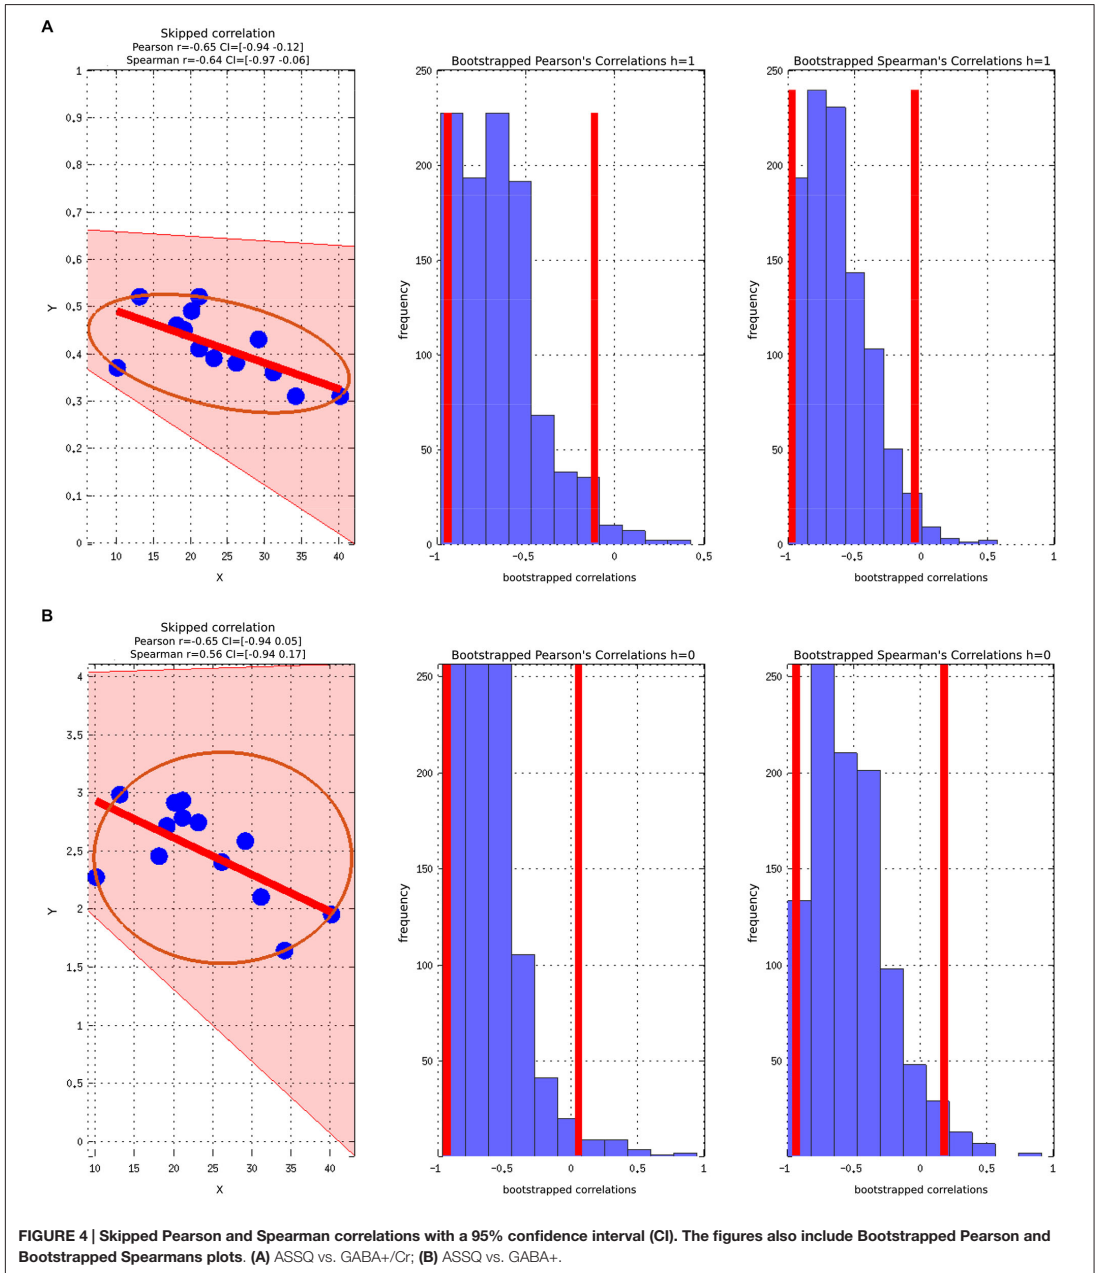 A
Skipped correlation
Pearson r=-0.65 CI=[-0.94 -0.12]
Spearman r=-0.64 CI=[-0.97 -0.06]
1
0.9
0.8
0.7
0.6
0.5
0.4
0.3
0.2
0.1
0
Y
10 15 20 25 30 35 40
X
Bootstrapped Pearson's Correlations h=1
250
200
150
100
50
0
frequency
-1 -0.5 0 0.5
bootstrapped correlations
Bootstrapped Spearman's Correlations h=1
250
200
150
100
50
0
frequency
-1 -0.5 0 0.5 1
bootstrapped correlations
B
Skipped correlation
Pearson r=-0.65 CI=[-0.94 0.05]
Spearman r=0.56 CI=[-0.94 0.17]
4
3.5
3
2.5
2
1.5
1
0.5
0
Y
10 15 20 25 30 35 40
X
Bootstrapped Pearson's Correlations h=0
250
200
150
100
50
frequency
-1 -0.5 0 0.5 1
bootstrapped correlations
Bootstrapped Spearman's Correlations h=0
250
200
150
100
50
frequency
-1 -0.5 0 0.5 1
bootstrapped correlations
FIGURE 4 | Skipped Pearson and Spearman correlations with a 95% confidence interval (CI). The figures also include Bootstrapped Pearson and
Bootstrapped Spearmans plots. (A) ASSQ vs. GABA+/Cr; (B) ASSQ vs. GABA+.